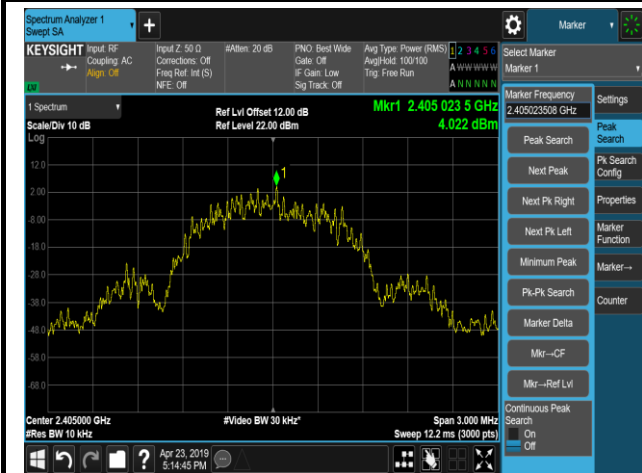 Spectrum Analyzer 1
Swept SA
+
Marker
KEYSIGHT
Input: RF
Coupling: AC
Align: Off
Input Z: 50 Ω
Corrections: Off
Freq Ref: Int (S)
NFE: Off
#Atten: 20 dB
PNO: Best Wide
Gate: Off
IF Gain: Low
Sig Track: Off
Avg Type: Power (RMS)
Avg|Hold: 100/100
Trig: Free Run
1 2 3 4 5 6
A W W W W W
A N N N N N
LXI
Select Marker
Marker 1
1 Spectrum
Scale/Div 10 dB
Log
Ref Lvl Offset 12.00 dB
Ref Level 22.00 dBm
Mkr1 2.405 023 5 GHz
4.022 dBm
12.0
2.00
-8.00
-18.0
-28.0
-38.0
-48.0
-58.0
-68.0
1
Center 2.405000 GHz
#Res BW 10 kHz
#Video BW 30 kHz*
Span 3.000 MHz
Sweep 12.2 ms (3000 pts)
Marker Frequency
2.405023508 GHz
Peak Search
Next Peak
Next Pk Right
Next Pk Left
Minimum Peak
Pk-Pk Search
Marker Delta
Mkr→CF
Mkr→Ref Lvl
Continuous Peak
Search
On
Off
Settings
Peak
Search
Pk Search
Config
Properties
Marker
Function
Marker→
Counter
?
Apr 23, 2019
5:14:45 PM